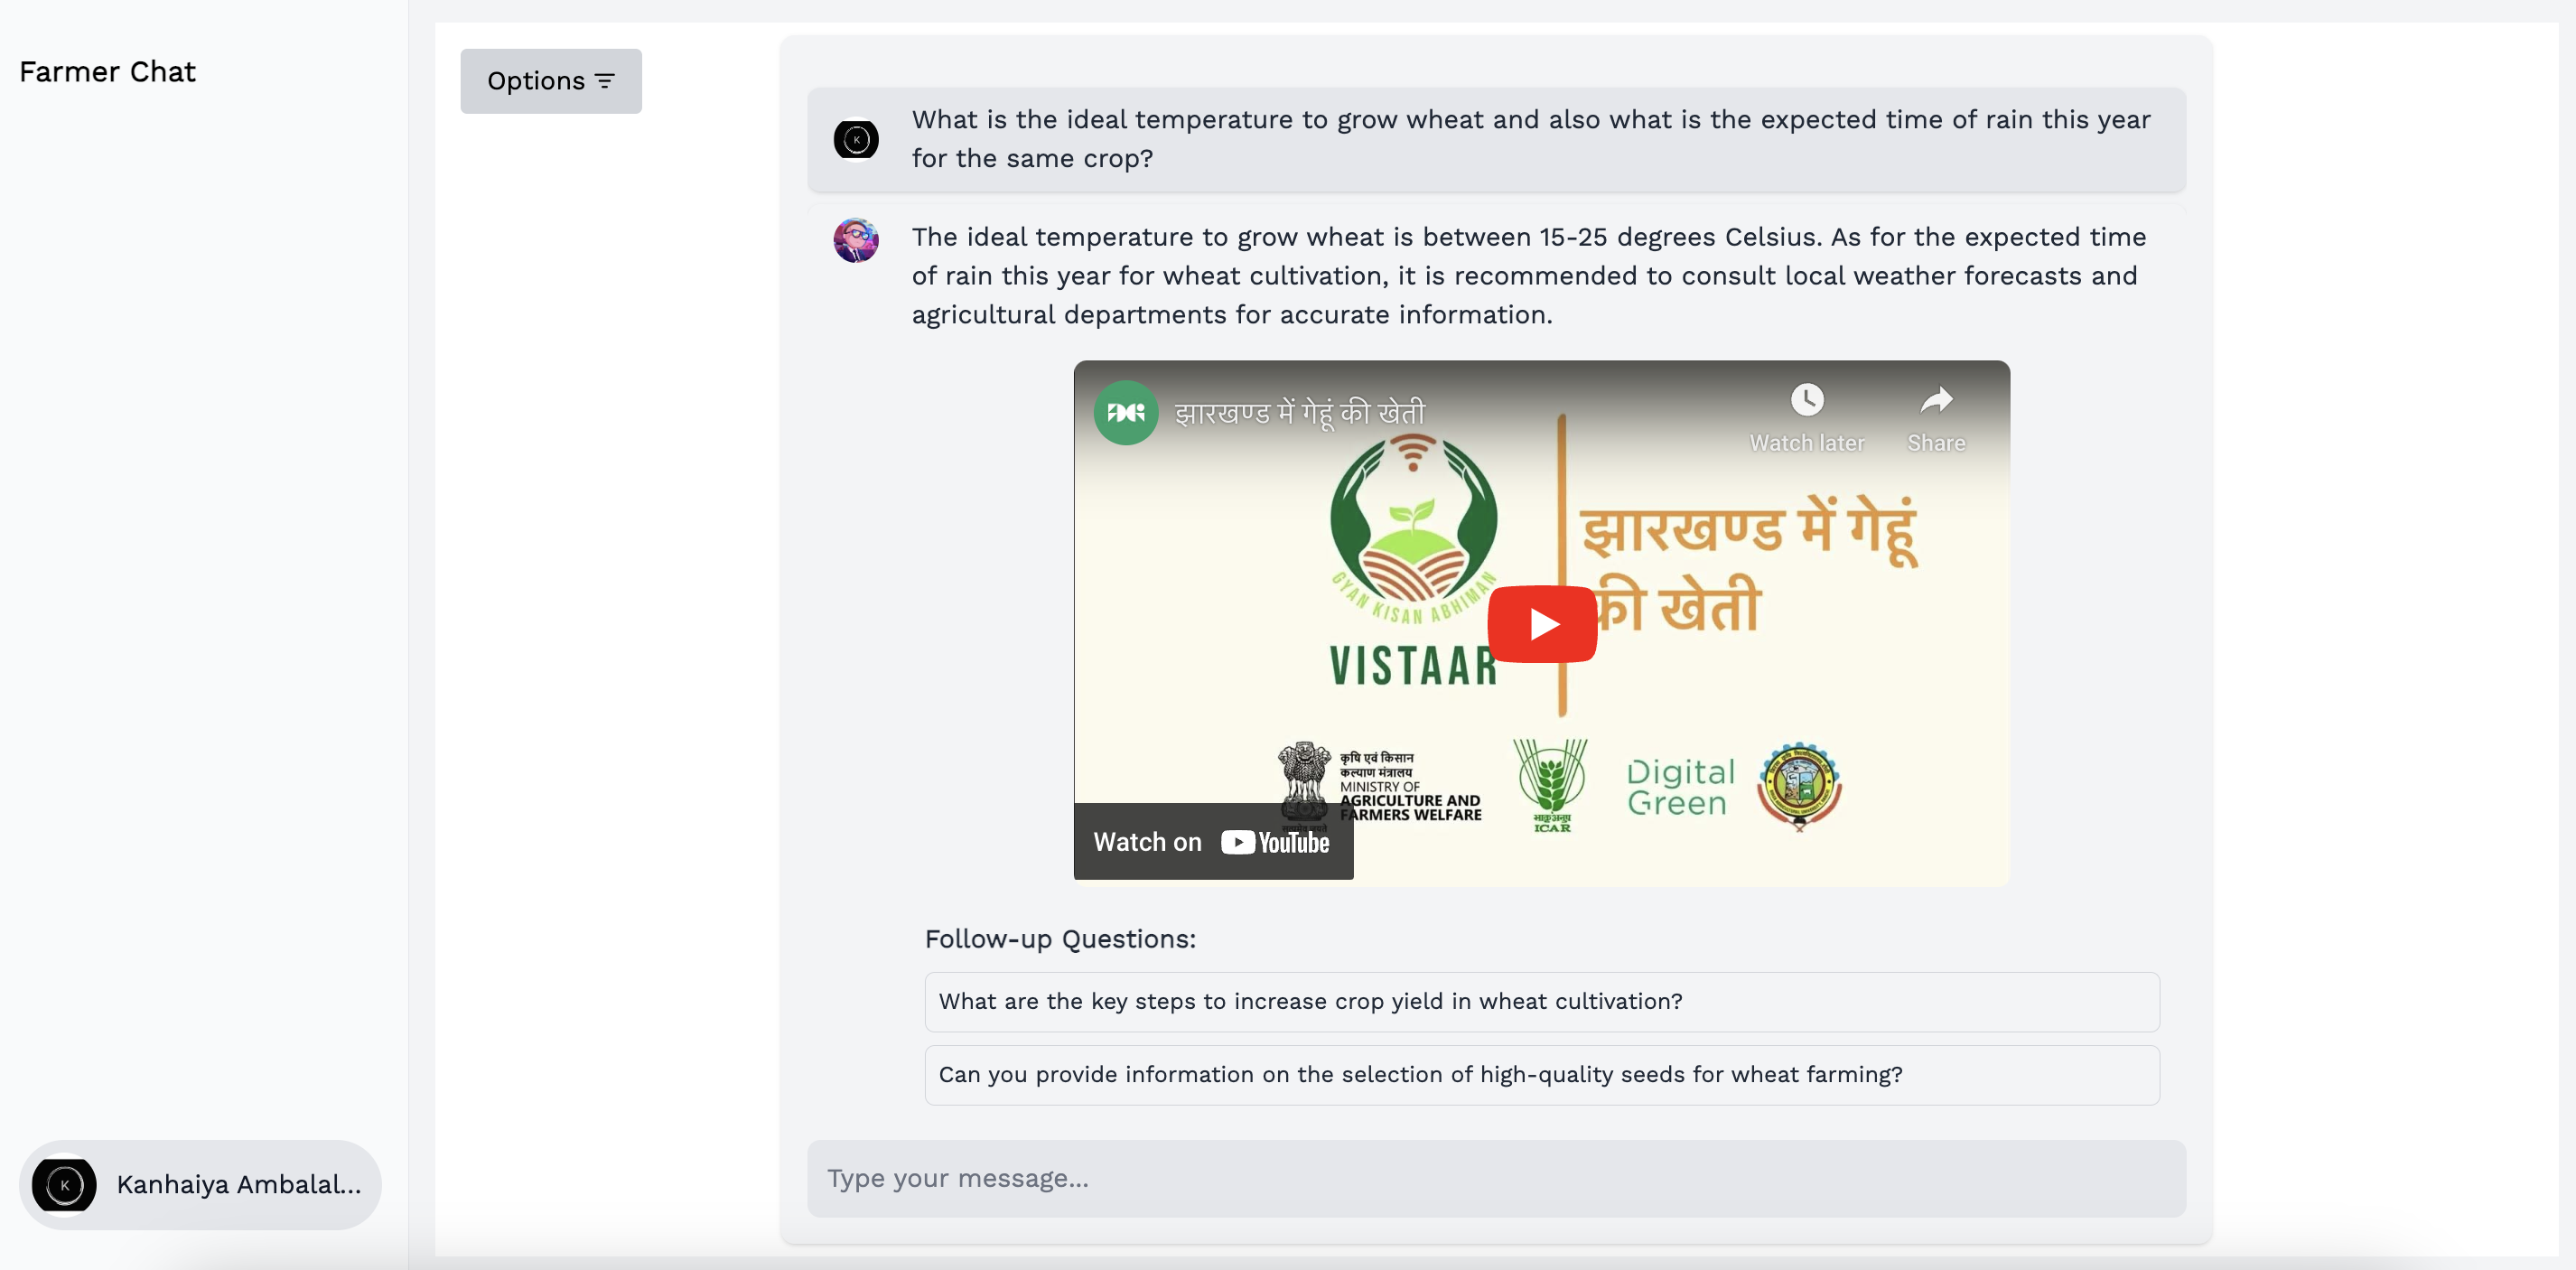 Farmer Chat
Options
K
What is the ideal temperature to grow wheat and also what is the expected time of rain this year
for the same crop?
The ideal temperature to grow wheat is between 15-25 degrees Celsius. As for the expected time
of rain this year for wheat cultivation, it is recommended to consult local weather forecasts and
agricultural departments for accurate information.
झारखण्ड में गेहूं की खेती
Watch later
Share
GYAN KISAN ABHIMAN
VISTAAR
झारखण्ड में गेहूं
की खेती
कृषि एवं किसान
कल्याण मंत्रालय
MINISTRY OF
AGRICULTURE AND
FARMERS WELFARE
भाकृअनुप
ICAR
Digital
Green
Watch on YouTube
Follow-up Questions:
What are the key steps to increase crop yield in wheat cultivation?
Can you provide information on the selection of high-quality seeds for wheat farming?
Type your message...
K
Kanhaiya Ambalal...